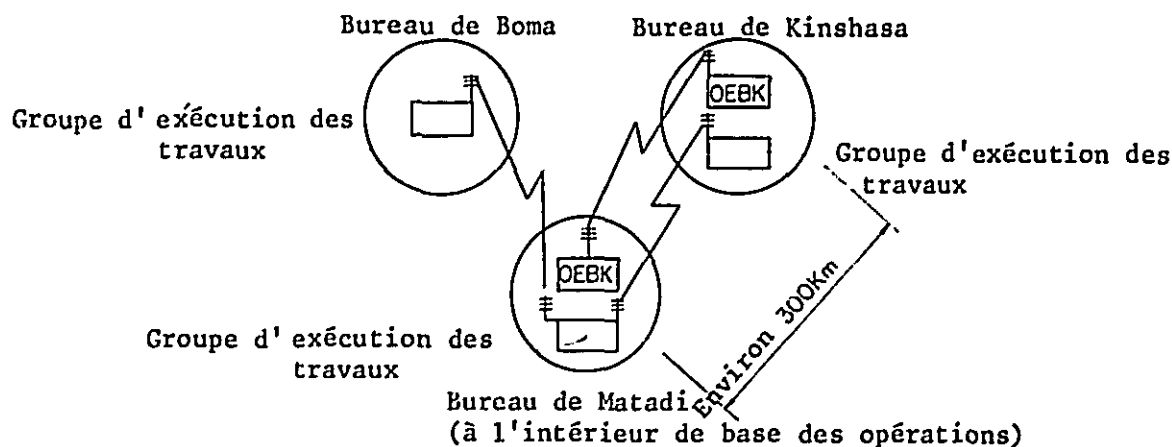 Bureau de Boma
Bureau de Kinshasa
OEBK
Groupe d'exécution des
travaux
Groupe d'exécution des
travaux
OEBK
Groupe d'exécution des
travaux
Environ 300Km
Bureau de Matadi
(à l'intérieur de base des opérations)